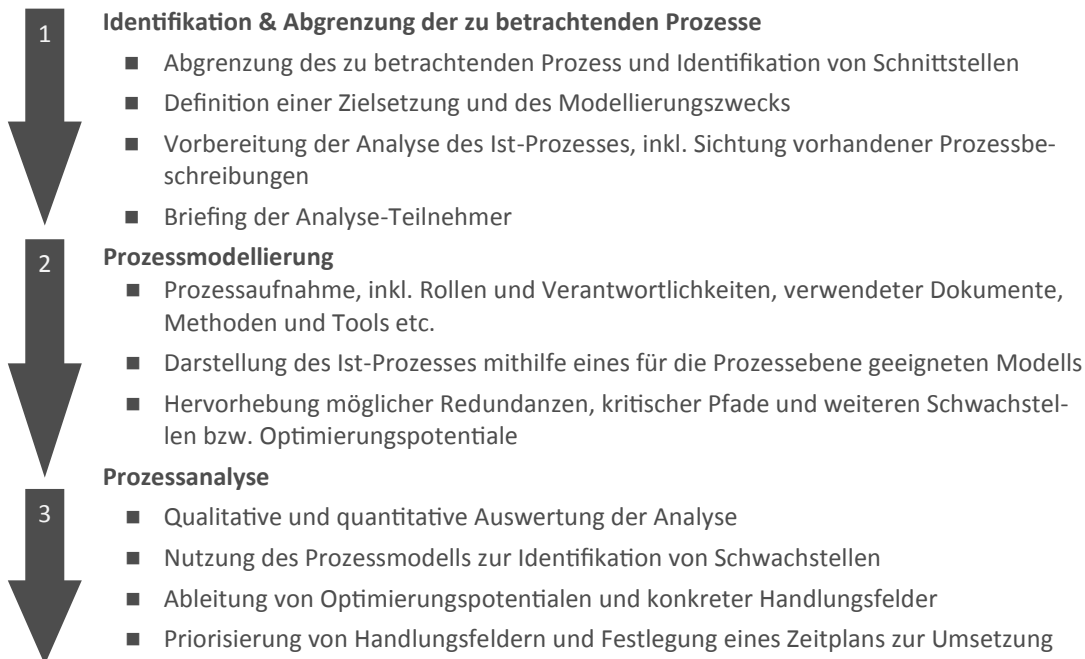 1
Identifikation & Abgrenzung der zu betrachtenden Prozesse
■ Abgrenzung des zu betrachtenden Prozess und Identifikation von Schnittstellen
■ Definition einer Zielsetzung und des Modellierungszwecks
■ Vorbereitung der Analyse des Ist-Prozesses, inkl. Sichtung vorhandener Prozessbe-
schreibungen
■ Briefing der Analyse-Teilnehmer
2
Prozessmodellierung
■ Prozessaufnahme, inkl. Rollen und Verantwortlichkeiten, verwendeter Dokumente,
Methoden und Tools etc.
■ Darstellung des Ist-Prozesses mithilfe eines für die Prozessebene geeigneten Modells
■ Hervorhebung möglicher Redundanzen, kritischer Pfade und weiteren Schwachstel-
len bzw. Optimierungspotentiale
Prozessanalyse
3
■ Qualitative und quantitative Auswertung der Analyse
■ Nutzung des Prozessmodells zur Identifikation von Schwachstellen
■ Ableitung von Optimierungspotentialen und konkreter Handlungsfelder
■ Priorisierung von Handlungsfeldern und Festlegung eines Zeitplans zur Umsetzung